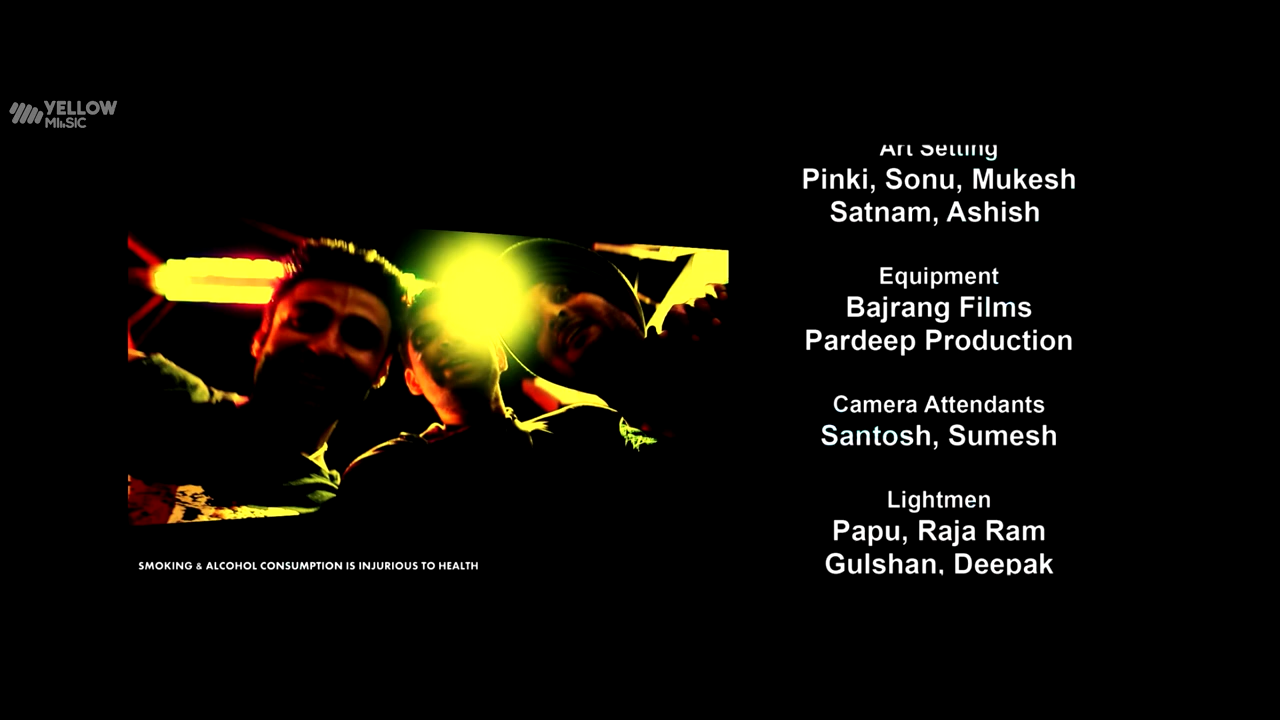 YELLOW
MUSIC
Art Setting
Pinki, Sonu, Mukesh
Satnam, Ashish
Equipment
Bajrang Films
Pardeep Production
Camera Attendants
Santosh, Sumesh
Lightmen
Papu, Raja Ram
Gulshan, Deepak
SMOKING & ALCOHOL CONSUMPTION IS INJURIOUS TO HEALTH